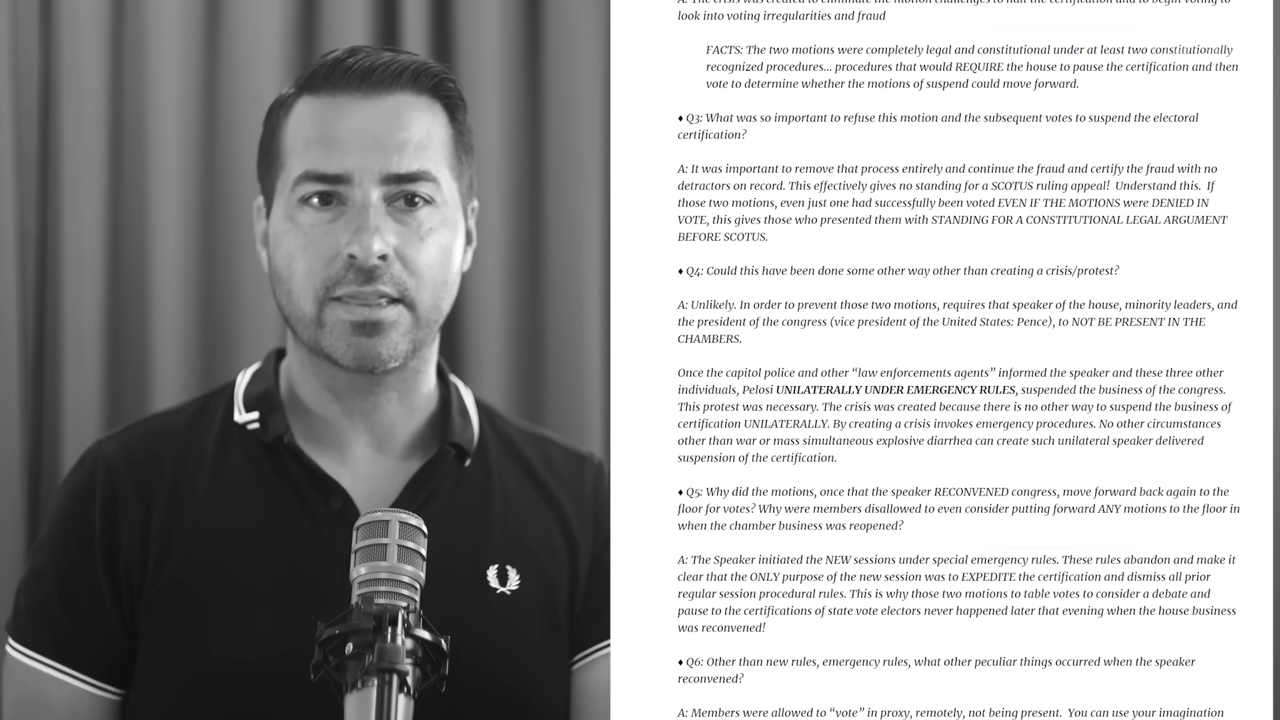 look into voting irregularities and fraud
FACTS: The two motions were completely legal and constitutional under at least two constitutionally
recognized procedures... procedures that would REQUIRE the house to pause the certification and then
vote to determine whether the motions of suspend could move forward.
♦ Q3: What was so important to refuse this motion and the subsequent votes to suspend the electoral
certification?
A: It was important to remove that process entirely and continue the fraud and certify the fraud with no
detractors on record. This effectively gives no standing for a SCOTUS ruling appeal!  Understand this.  If
those two motions, even just one had successfully been voted EVEN IF THE MOTIONS were DENIED IN
VOTE, this gives those who presented them with STANDING FOR A CONSTITUTIONAL LEGAL ARGUMENT
BEFORE SCOTUS.
♦ Q4: Could this have been done some other way other than creating a crisis/protest?
A: Unlikely. In order to prevent those two motions, requires that speaker of the house, minority leaders, and
the president of the congress (vice president of the United States: Pence), to NOT BE PRESENT IN THE
CHAMBERS.
Once the capitol police and other “law enforcements agents” informed the speaker and these three other
individuals, Pelosi UNILATERALLY UNDER EMERGENCY RULES, suspended the business of the congress.
This protest was necessary. The crisis was created because there is no other way to suspend the business of
certification UNILATERALLY. By creating a crisis invokes emergency procedures. No other circumstances
other than war or mass simultaneous explosive diarrhea can create such unilateral speaker delivered
suspension of the certification.
♦ Q5: Why did the motions, once that the speaker RECONVENED congress, move forward back again to the
floor for votes? Why were members disallowed to even consider putting forward ANY motions to the floor in
when the chamber business was reopened?
A: The Speaker initiated the NEW sessions under special emergency rules. These rules abandon and make it
clear that the ONLY purpose of the new session was to EXPEDITE the certification and dismiss all prior
regular session procedural rules. This is why those two motions to table votes to consider a debate and
pause to the certifications of state vote electors never happened later that evening when the house business
was reconvened!
♦ Q6: Other than new rules, emergency rules, what other peculiar things occurred when the speaker
reconvened?
A: Members were allowed to “vote” in proxy, remotely, not being present.  You can use your imagination